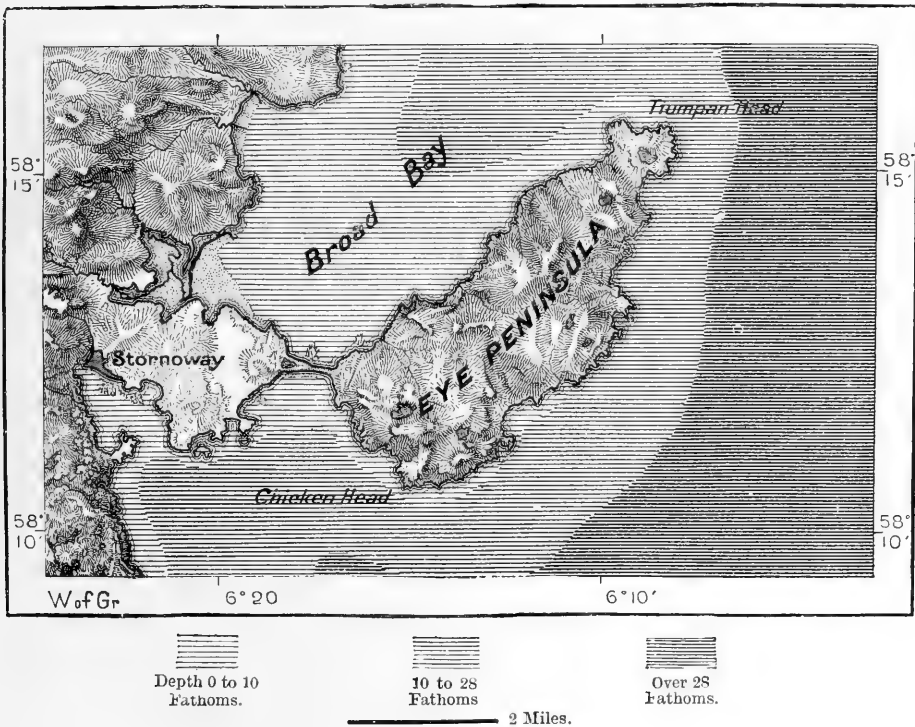 Tiumpan Head
58°
15′
58°
15′
Broad Bay
EYE PENINSULA
Stornoway
Chicken Head
58°
10′
58°
10′
W of Gr
6°20
6°10′
Depth 0 to 10
Fathoms.
10 to 28
Fathoms
Over 28
Fathoms.
2 Miles.